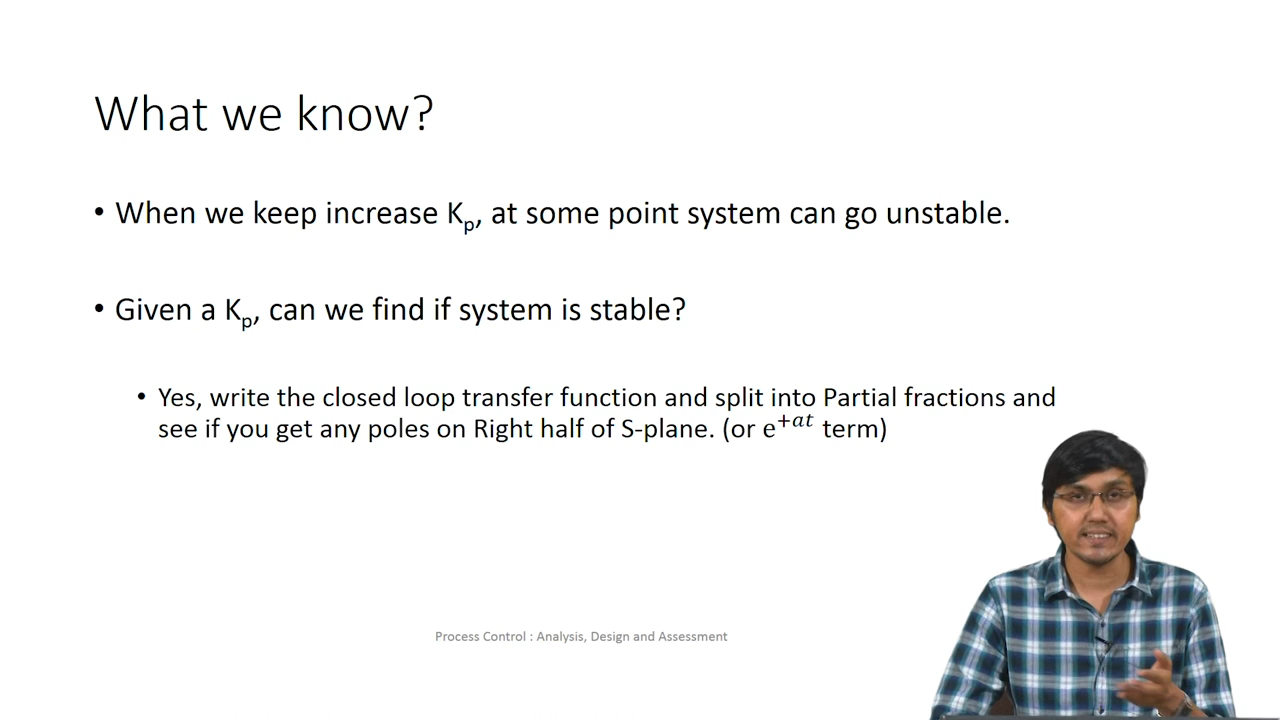 What we know?
• When we keep increase Kₚ, at some point system can go unstable.
• Given a Kₚ, can we find if system is stable?
• Yes, write the closed loop transfer function and split into Partial fractions and
see if you get any poles on Right half of S-plane. (or e⁺ᵃᵗ term)
Process Control : Analysis, Design and Assessment